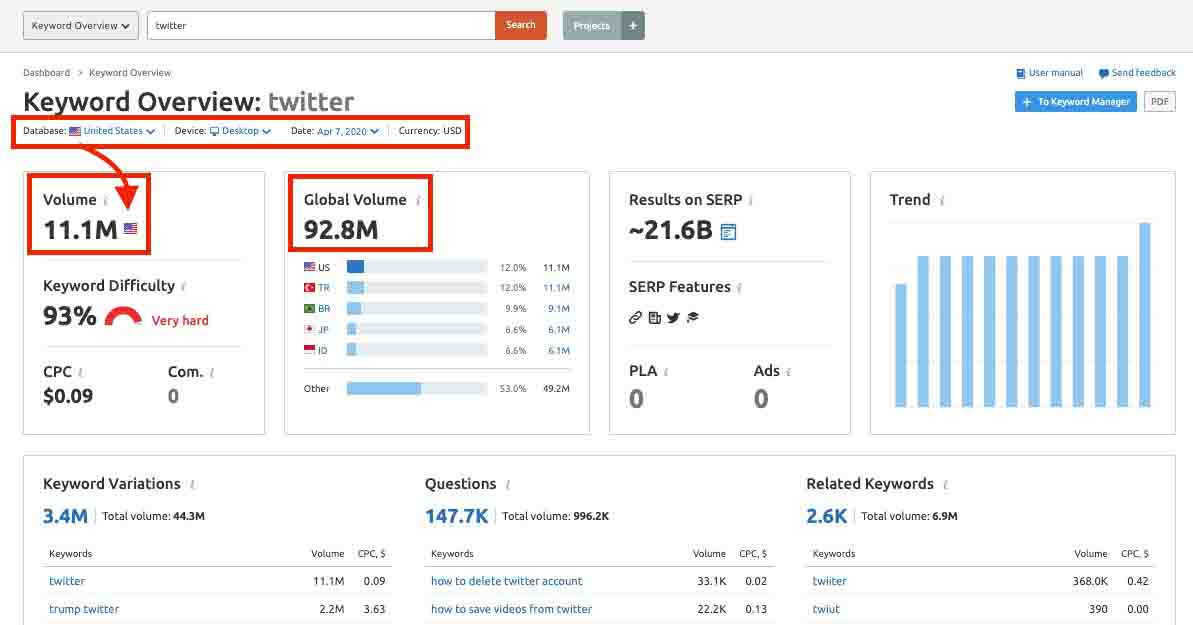 Keyword Overview twitter Search Projects +
Dashboard > Keyword Overview User manual Send feedback
Keyword Overview: twitter + To Keyword Manager PDF
Database: United States Device: Desktop Date: Apr 7, 2020 Currency: USD
Volume i
11.1M
Keyword Difficulty i
93% Very hard
CPC i Com. i
$0.09 0
Global Volume i
92.8M
US 12.0% 11.1M
TR 12.0% 11.1M
BR 9.9% 9.1M
JP 6.6% 6.1M
ID 6.6% 6.1M
Other 53.0% 49.2M
Results on SERP i
~21.6B
SERP Features i
PLA i Ads i
0 0
Trend i
Keyword Variations i
3.4M Total volume: 44.3M
Keywords Volume CPC, $
twitter 11.1M 0.09
trump twitter 2.2M 3.63
Questions i
147.7K Total volume: 996.2K
Keywords Volume CPC, $
how to delete twitter account 33.1K 0.02
how to save videos from twitter 22.2K 0.13
Related Keywords i
2.6K Total volume: 6.9M
Keywords Volume CPC, $
twiiter 368.0K 0.42
twiut 390 0.00